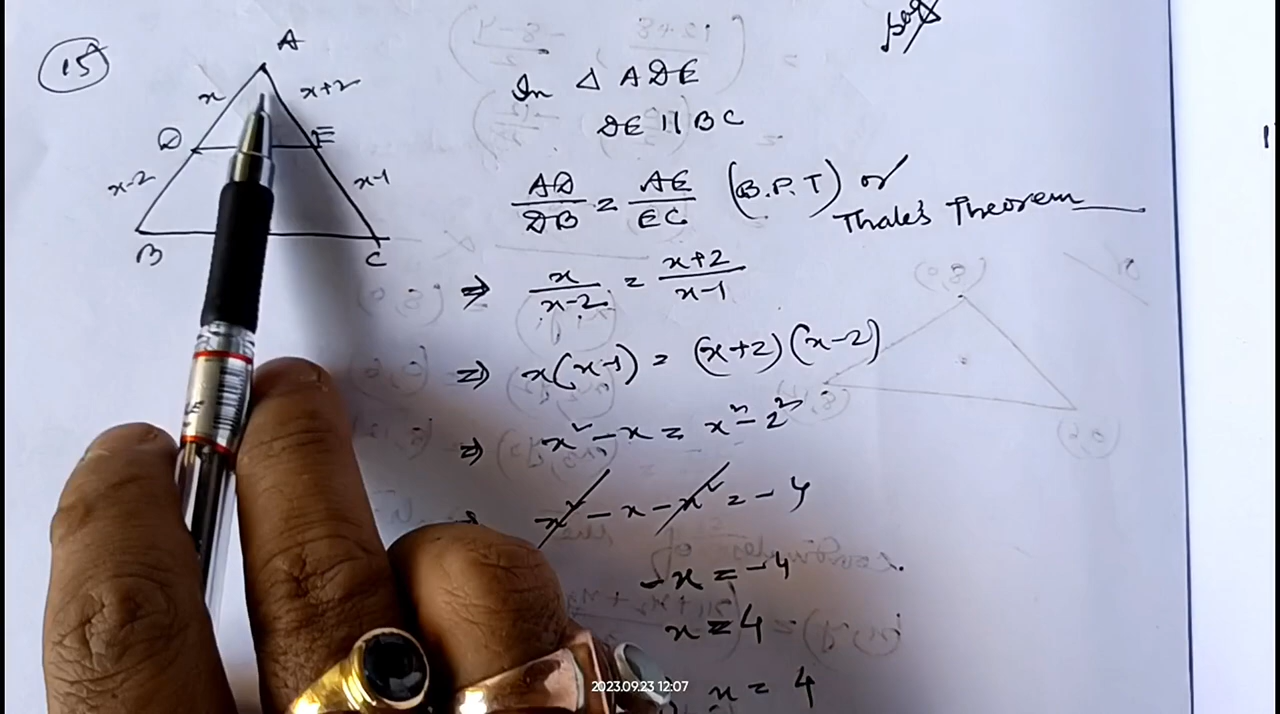 15
A
x
x+2
D
E
x-2
x-1
B
C
In △ ADE
DE || BC
AD/DB = AE/EC (B.P.T) or
Thale's Theorem
⇒ x/x-2 = x+2/x-1
⇒ x(x-1) = (x+2)(x-2)
⇒ x² - x = x² - 2²
x² - x - x² = -4
-x = -4
x = 4
x = 4
2023.09.23 12:07